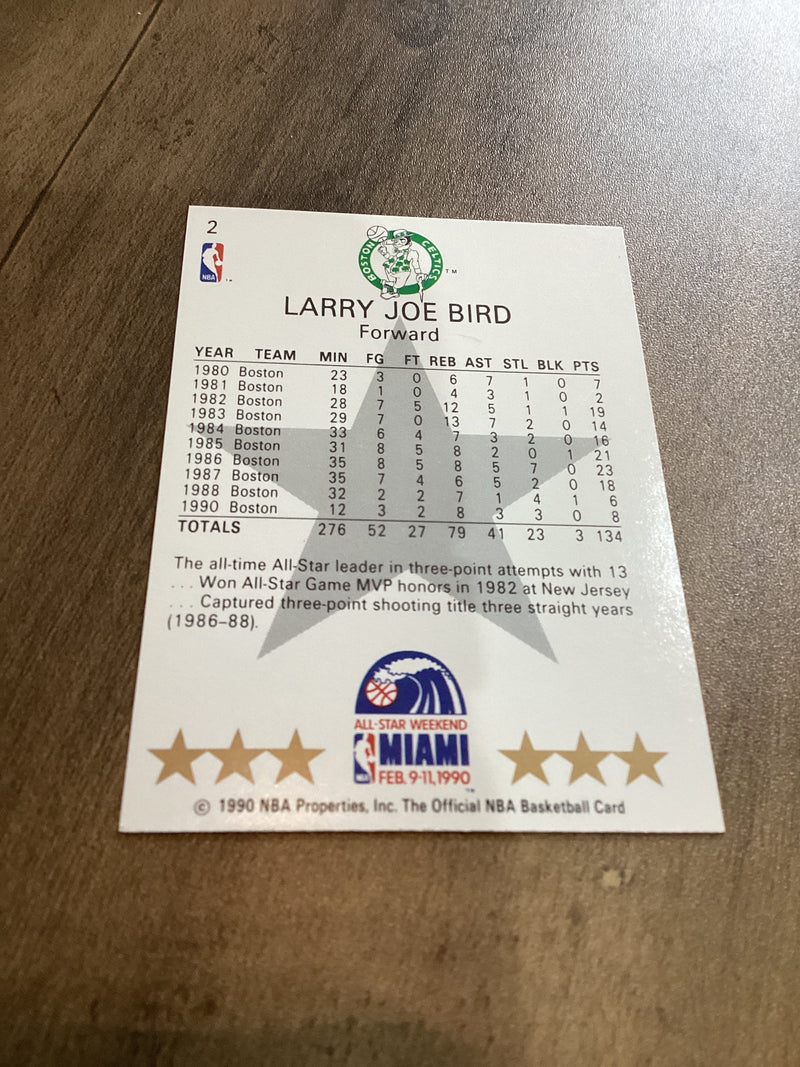 2
BOSTON CELTICS ™
NBA ™
LARRY JOE BIRD
Forward
YEAR TEAM MIN FG FT REB AST STL BLK PTS
1980 Boston 23 3 0 6 7 1 0 7
1981 Boston 18 1 0 4 3 1 0 2
1982 Boston 28 7 5 12 5 1 1 19
1983 Boston 29 7 0 13 7 2 0 14
1984 Boston 33 6 4 7 3 2 0 16
1985 Boston 31 8 5 8 2 0 1 21
1986 Boston 35 8 5 8 5 7 0 23
1987 Boston 35 7 4 6 5 2 0 18
1988 Boston 32 2 2 7 1 4 1 6
1990 Boston 12 3 2 8 3 3 0 8
TOTALS 276 52 27 79 41 23 3 134
The all-time All-Star leader in three-point attempts with 13
. . . Won All-Star Game MVP honors in 1982 at New Jersey
. . . Captured three-point shooting title three straight years
(1986–88).
ALL-STAR WEEKEND
NBA MIAMI
FEB. 9-11, 1990 ™
© 1990 NBA Properties, Inc. The Official NBA Basketball Card